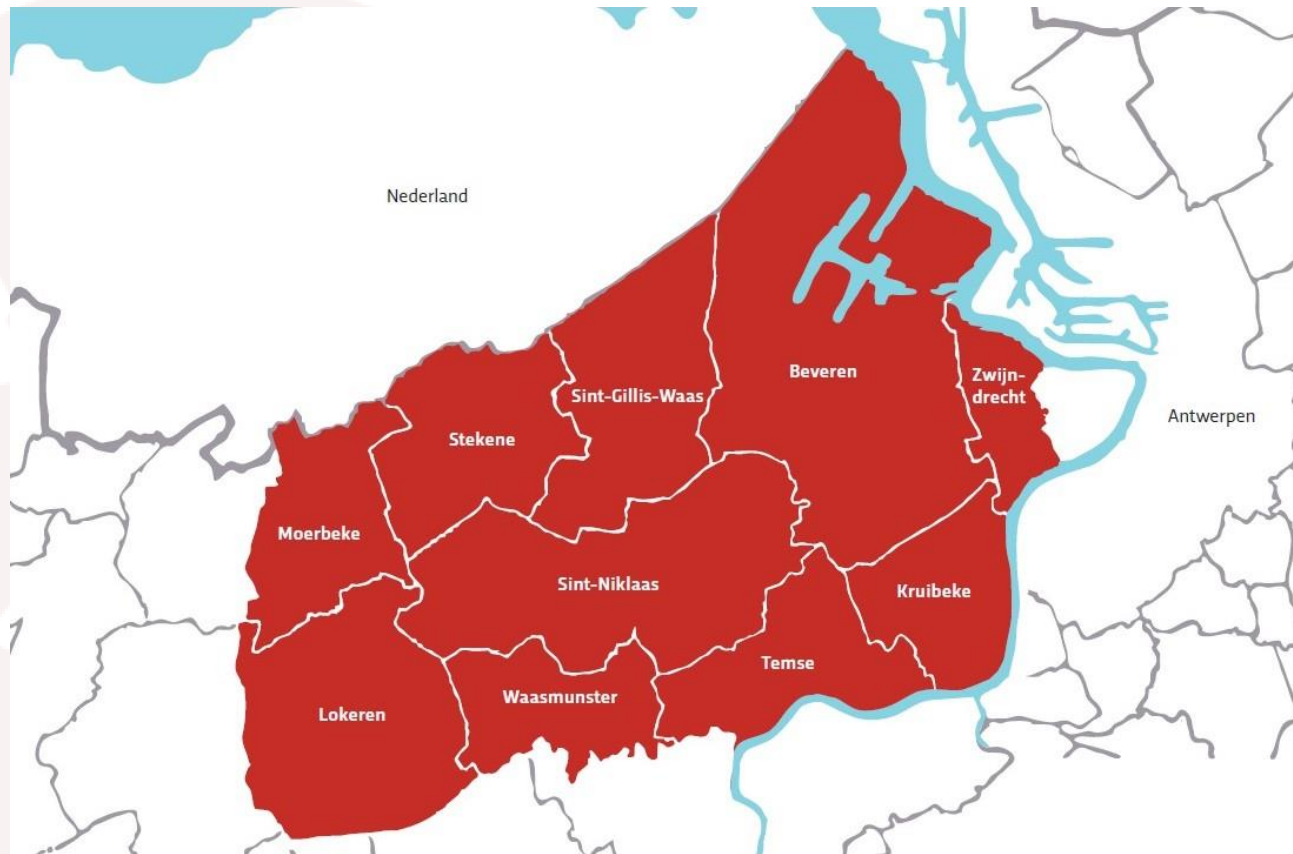 Nederland
Beveren
Zwijn-
drecht
Sint-Gillis-Waas
Antwerpen
Stekene
Moerbeke
Sint-Niklaas
Kruibeke
Temse
Waasmunster
Lokeren